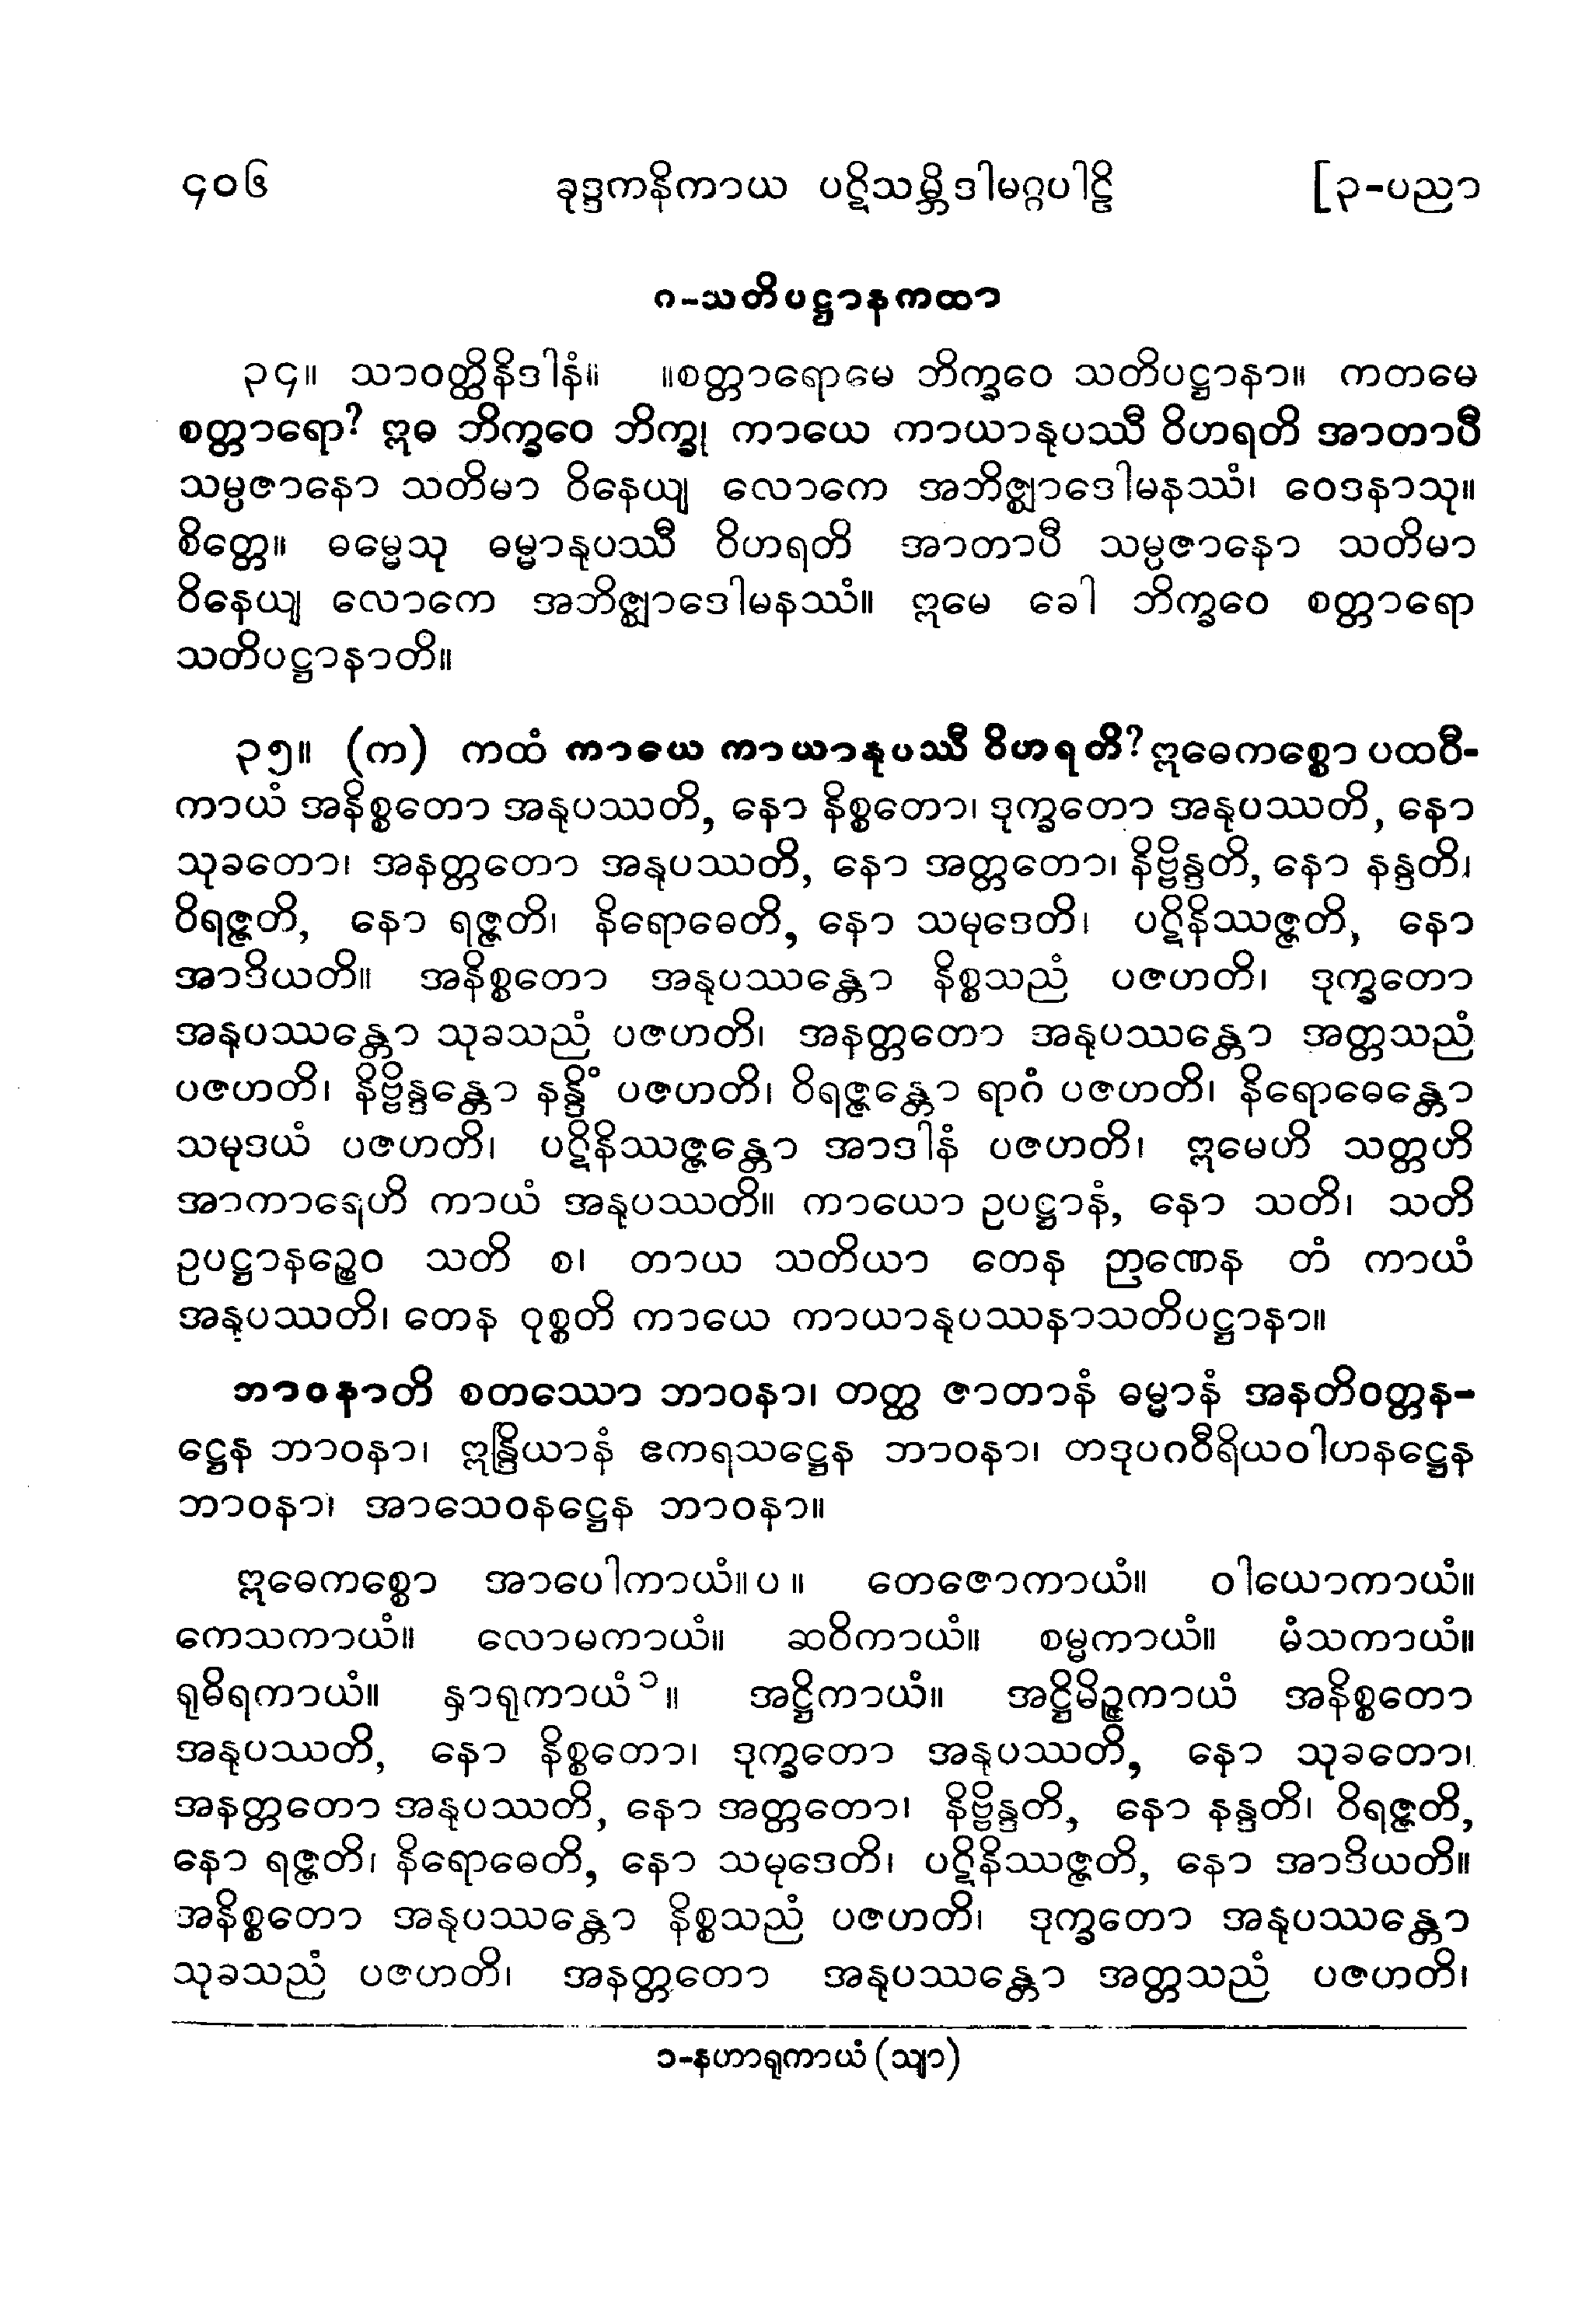 ၄၀၆ ခုဒ္ဒကနိကာယ ပဋိသမ္ဘိဒါမဂ္ဂပါဠိ [၃-ပညာ
ဂ-သတိပဋ္ဌာနကထာ
၃၄။ သာဝတ္ထိနိဒါနံ။ ။စတ္တာရောမေ ဘိက္ခဝေ သတိပဋ္ဌာနာ။ ကတမေ
စတ္တာရော? ဣဓ ဘိက္ခဝေ ဘိက္ခု ကာယေ ကာယာနုပဿီ ဝိဟရတိ အာတာပီ
သမ္ပဇာနော သတိမာ ဝိနေယျ လောကေ အဘိဇ္ဈာဒေါမနဿံ၊ ဝေဒနာသု။
စိတ္တေ။ ဓမ္မေသု ဓမ္မာနုပဿီ ဝိဟရတိ အာတာပီ သမ္ပဇာနော သတိမာ
ဝိနေယျ လောကေ အဘိဇ္ဈာဒေါမနဿံ။ ဣမေ ခေါ ဘိက္ခဝေ စတ္တာရော
သတိပဋ္ဌာနာတိ။
၃၅။ (က) ကထံ ကာယေ ကာယာနုပဿီ ဝိဟရတိ? ဣဓေကစ္စော ပထဝီ-
ကာယံ အနိစ္စတော အနုပဿတိ, နော နိစ္စတော၊ ဒုက္ခတော အနုပဿတိ, နော
သုခတော၊ အနတ္တတော အနုပဿတိ, နော အတ္တတော၊ နိဗ္ဗိန္ဒတိ, နော နန္ဒတိ၊
ဝိရဇ္ဇတိ, နော ရဇ္ဇတိ၊ နိရောဓေတိ, နော သမုဒေတိ၊ ပဋိနိဿဇ္ဇတိ, နော
အာဒိယတိ။ အနိစ္စတော အနုပဿန္တော နိစ္စသညံ ပဇဟတိ၊ ဒုက္ခတော
အနုပဿန္တော သုခသညံ ပဇဟတိ၊ အနတ္တတော အနုပဿန္တော အတ္တသညံ
ပဇဟတိ၊ နိဗ္ဗိန္ဒန္တော နန္ဒိံ ပဇဟတိ၊ ဝိရဇ္ဇန္တော ရာဂံ ပဇဟတိ၊ နိရောဓေန္တော
သမုဒယံ ပဇဟတိ၊ ပဋိနိဿဇ္ဇန္တော အာဒါနံ ပဇဟတိ၊ ဣမေဟိ သတ္တဟိ
အာကာရေဟိ ကာယံ အနုပဿတိ။ ကာယော ဥပဋ္ဌာနံ, နော သတိ၊ သတိ
ဥပဋ္ဌာနဉ္စေဝ သတိ စ၊ တာယ သတိယာ တေန ဉာဏေန တံ ကာယံ
အနုပဿတိ၊ တေန ဝုစ္စတိ ကာယေ ကာယာနုပဿနာသတိပဋ္ဌာနာ။
ဘာဝနာတိ စတဿော ဘာဝနာ၊ တတ္ထ ဇာတာနံ ဓမ္မာနံ အနတိဝတ္တန-
ဋ္ဌေန ဘာဝနာ၊ ဣန္ဒြိယာနံ ဧကရသဋ္ဌေန ဘာဝနာ၊ တဒုပဂဝီရိယဝါဟနဋ္ဌေန
ဘာဝနာ၊ အာသေဝနဋ္ဌေန ဘာဝနာ။
ဣဓေကစ္စော အာပေါကာယံ။ပ။ တေဇောကာယံ။ ဝါယောကာယံ။
ကေသကာယံ။ လောမကာယံ။ ဆဝိကာယံ။ စမ္မကာယံ။ မံသကာယံ။
ရုဓိရကာယံ။ နှာရုကာယံ၁။ အဋ္ဌိကာယံ။ အဋ္ဌိမိဉ္ဇကာယံ အနိစ္စတော
အနုပဿတိ, နော နိစ္စတော၊ ဒုက္ခတော အနုပဿတိ, နော သုခတော၊
အနတ္တတော အနုပဿတိ, နော အတ္တတော၊ နိဗ္ဗိန္ဒတိ, နော နန္ဒတိ၊ ဝိရဇ္ဇတိ,
နော ရဇ္ဇတိ၊ နိရောဓေတိ, နော သမုဒေတိ၊ ပဋိနိဿဇ္ဇတိ, နော အာဒိယတိ။
အနိစ္စတော အနုပဿန္တော နိစ္စသညံ ပဇဟတိ၊ ဒုက္ခတော အနုပဿန္တော
သုခသညံ ပဇဟတိ၊ အနတ္တတော အနုပဿန္တော အတ္တသညံ ပဇဟတိ၊
၁-နဟာရုကာယံ (သျာ)